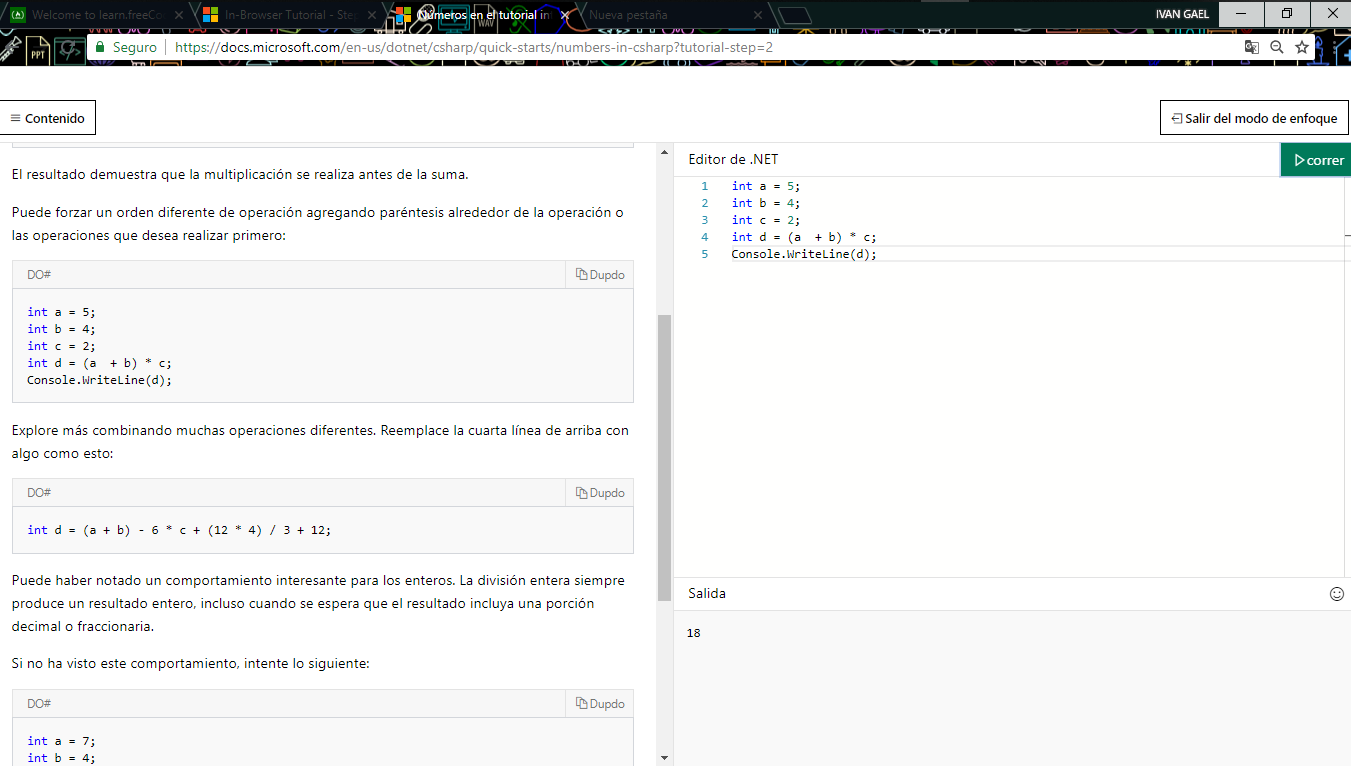 Welcome to learn.freeCo
In-Browser Tutorial - Ste
Números en el tutorial in
Nueva pestaña
IVAN GAEL
PPT
WAV
Seguro
https://docs.microsoft.com/en-us/dotnet/csharp/quick-starts/numbers-in-csharp?tutorial-step=2
Contenido
Salir del modo de enfoque
El resultado demuestra que la multiplicación se realiza antes de la suma.
Puede forzar un orden diferente de operación agregando paréntesis alrededor de la operación o
las operaciones que desea realizar primero:
DO#
Dupdo
int a = 5;
int b = 4;
int c = 2;
int d = (a  + b) * c;
Console.WriteLine(d);
Explore más combinando muchas operaciones diferentes. Reemplace la cuarta línea de arriba con
algo como esto:
DO#
Dupdo
int d = (a + b) - 6 * c + (12 * 4) / 3 + 12;
Puede haber notado un comportamiento interesante para los enteros. La división entera siempre
produce un resultado entero, incluso cuando se espera que el resultado incluya una porción
decimal o fraccionaria.
Si no ha visto este comportamiento, intente lo siguiente:
DO#
Dupdo
int a = 7;
int b = 4;
Editor de .NET
correr
1 int a = 5;
2 int b = 4;
3 int c = 2;
4 int d = (a  + b) * c;
5 Console.WriteLine(d);
Salida
18